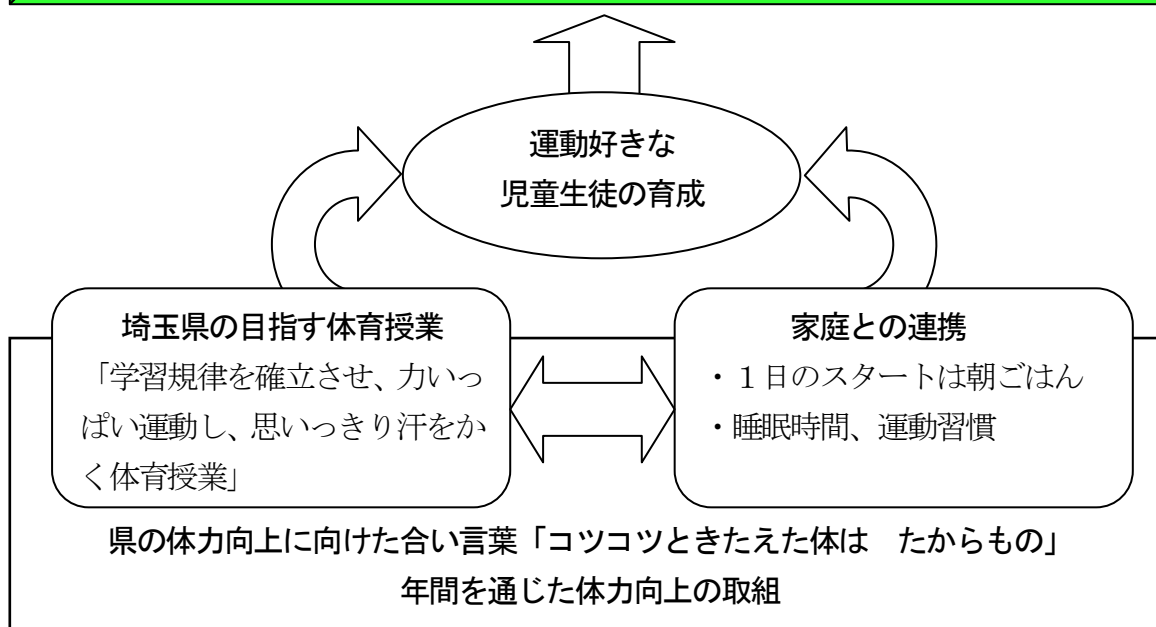 運動好きな
児童生徒の育成
埼玉県の目指す体育授業
「学習規律を確立させ、力いっ
ぱい運動し、思いっきり汗をか
く体育授業」
家庭との連携
・１日のスタートは朝ごはん
・睡眠時間、運動習慣
県の体力向上に向けた合い言葉「コツコツときたえた体は　たからもの」
年間を通じた体力向上の取組